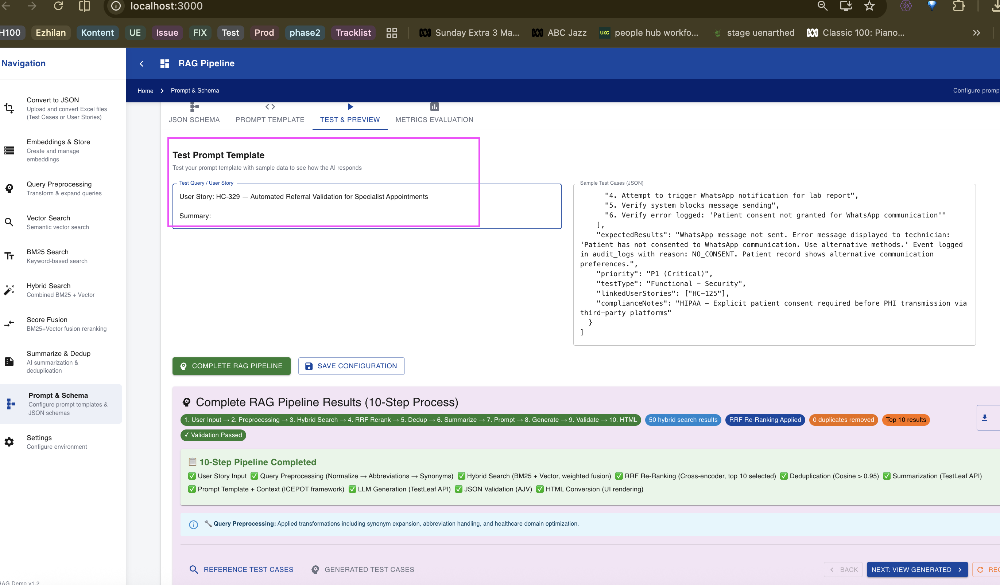 localhost:3000
H100 Ezhilan Kontent UE Issue FIX Test Prod phase2 Tracklist Sunday Extra 3 Ma... ABC Jazz UKG people hub workfo... stage uenarthed Classic 100: Piano...
Navigation
Convert to JSON
Upload and convert Excel files
(Test Cases or User Stories)
Embeddings & Store
Create and manage
embeddings
Query Preprocessing
Transform & expand queries
Vector Search
Semantic vector search
BM25 Search
Keyword-based search
Hybrid Search
Combined BM25 + Vector
Score Fusion
BM25+Vector fusion reranking
Summarize & Dedup
AI summarization &
deduplication
Prompt & Schema
Configure prompt templates &
JSON schemas
Settings
Configure environment
RAG Demo v1.2
RAG Pipeline
Home Prompt & Schema Configure promp
JSON SCHEMA PROMPT TEMPLATE TEST & PREVIEW METRICS EVALUATION
Test Prompt Template
Test your prompt template with sample data to see how the AI responds
Test Query / User Story
User Story: HC-329 — Automated Referral Validation for Specialist Appointments
Summary:
Sample Test Cases (JSON)
"4. Attempt to trigger WhatsApp notification for lab report",
"5. Verify system blocks message sending",
"6. Verify error logged: 'Patient consent not granted for WhatsApp communication'"
],
"expectedResults": "WhatsApp message not sent. Error message displayed to technician:
'Patient has not consented to WhatsApp communication. Use alternative methods.' Event logged
in audit_logs with reason: NO_CONSENT. Patient record shows alternative communication
preferences.",
"priority": "P1 (Critical)",
"testType": "Functional – Security",
"linkedUserStories": ["HC-125"],
"complianceNotes": "HIPAA – Explicit patient consent required before PHI transmission via
third-party platforms"
}
]
COMPLETE RAG PIPELINE SAVE CONFIGURATION
Complete RAG Pipeline Results (10-Step Process)
1. User Input → 2. Preprocessing → 3. Hybrid Search → 4. RRF Rerank → 5. Dedup → 6. Summarize → 7. Prompt → 8. Generate → 9. Validate → 10. HTML 50 hybrid search results RRF Re-Ranking Applied 0 duplicates removed Top 10 results
✓ Validation Passed
📋 10-Step Pipeline Completed
✅ User Story Input ✅ Query Preprocessing (Normalize → Abbreviations → Synonyms) ✅ Hybrid Search (BM25 + Vector, weighted fusion) ✅ RRF Re-Ranking (Cross-encoder, top 10 selected) ✅ Deduplication (Cosine > 0.95) ✅ Summarization (TestLeaf API)
✅ Prompt Template + Context (ICEPOT framework) ✅ LLM Generation (TestLeaf API) ✅ JSON Validation (AJV) ✅ HTML Conversion (UI rendering)
🔧 Query Preprocessing: Applied transformations including synonym expansion, abbreviation handling, and healthcare domain optimization.
REFERENCE TEST CASES GENERATED TEST CASES BACK NEXT: VIEW GENERATED REC